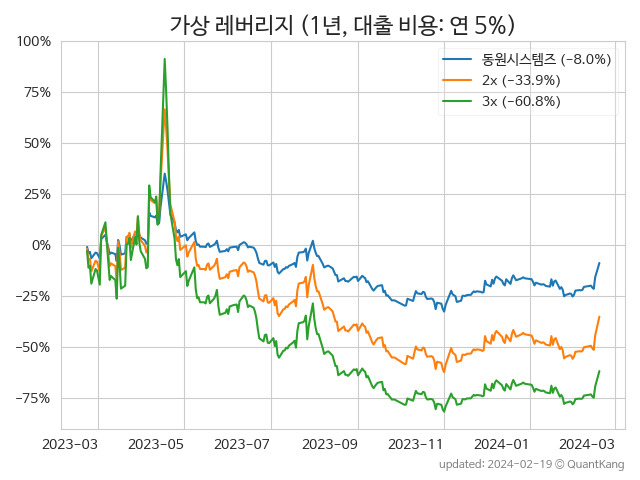 가상 레버리지 (1년, 대출 비용: 연 5%)
동원시스템즈 (−8.0%)
2x (−33.9%)
3x (−60.8%)
100%
75%
50%
25%
0%
−25%
−50%
−75%
2023-03 2023-05 2023-07 2023-09 2023-11 2024-01 2024-03
updated: 2024-02-19 © QuantKang